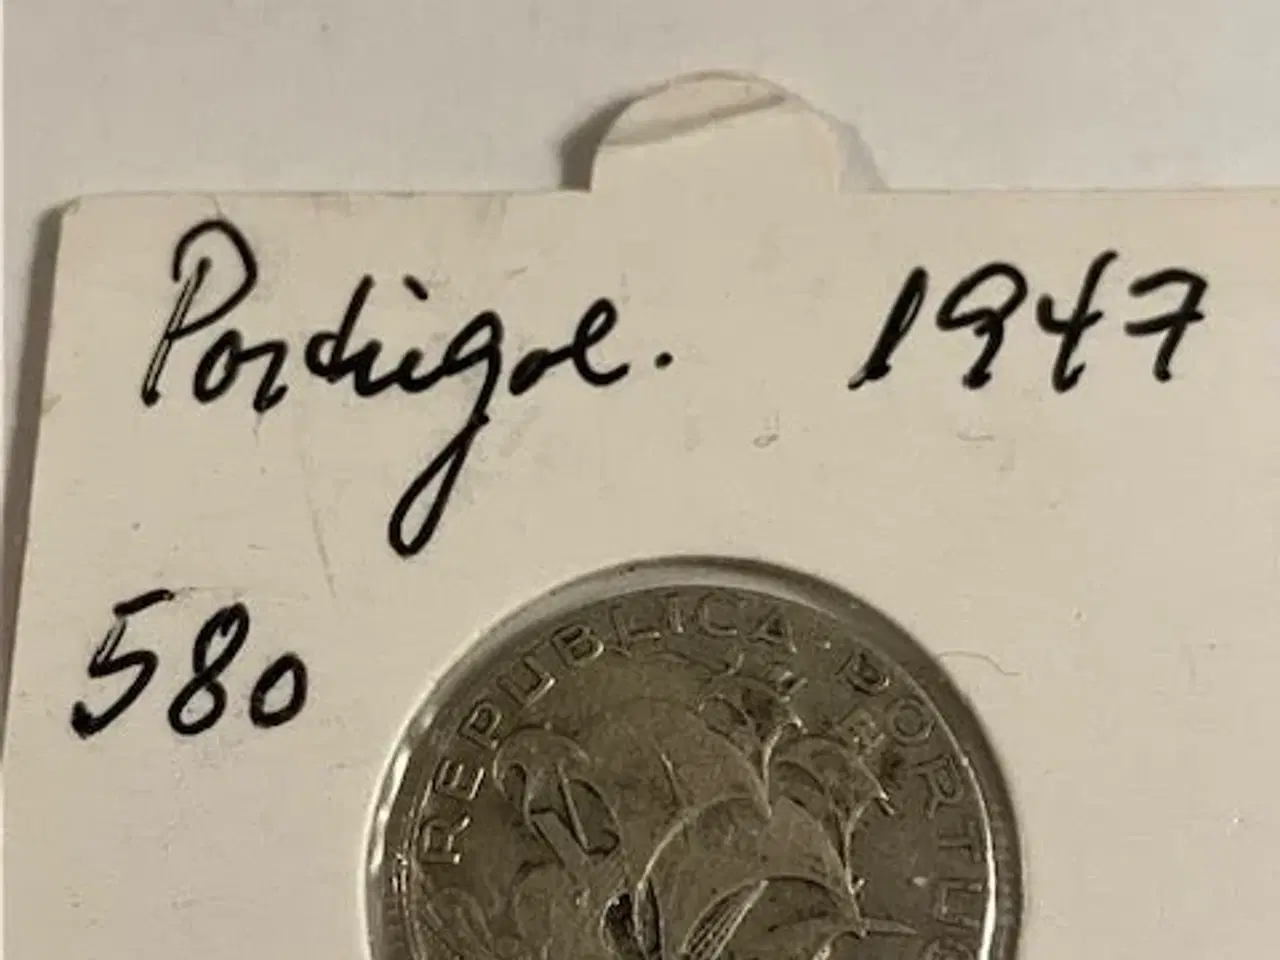 Portugal. 1947
580
REPUBLICA PORTUG